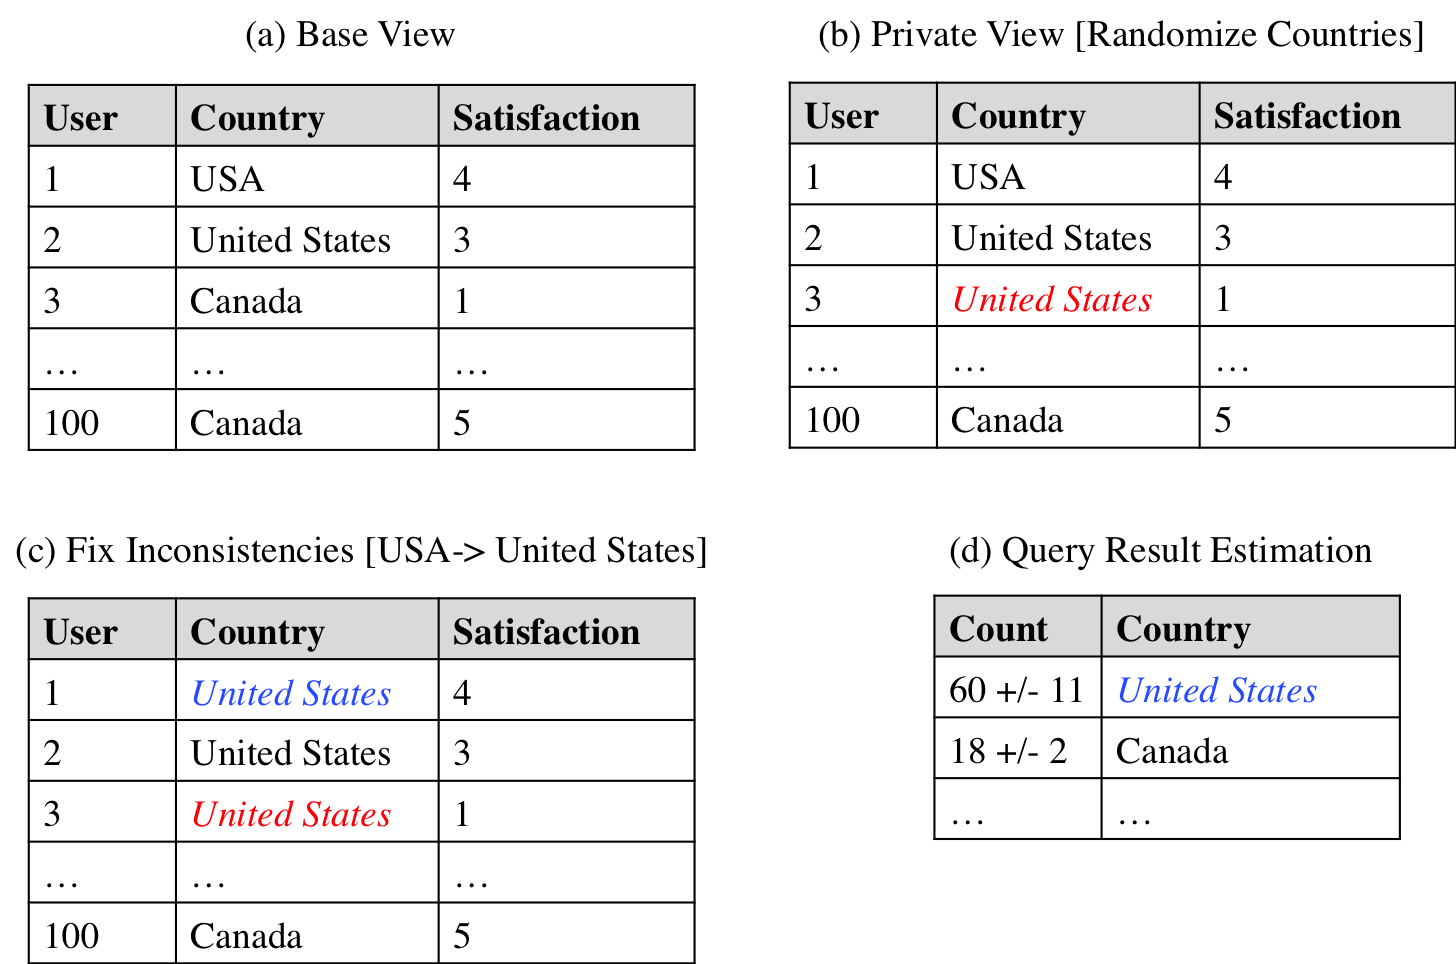 (a) Base View
User Country Satisfaction
1 USA 4
2 United States 3
3 Canada 1
… … …
100 Canada 5
(b) Private View [Randomize Countries]
User Country Satisfaction
1 USA 4
2 United States 3
3 United States 1
… … …
100 Canada 5
(c) Fix Inconsistencies [USA-> United States]
User Country Satisfaction
1 United States 4
2 United States 3
3 United States 1
… … …
100 Canada 5
(d) Query Result Estimation
Count Country
60 +/- 11 United States
18 +/- 2 Canada
… …